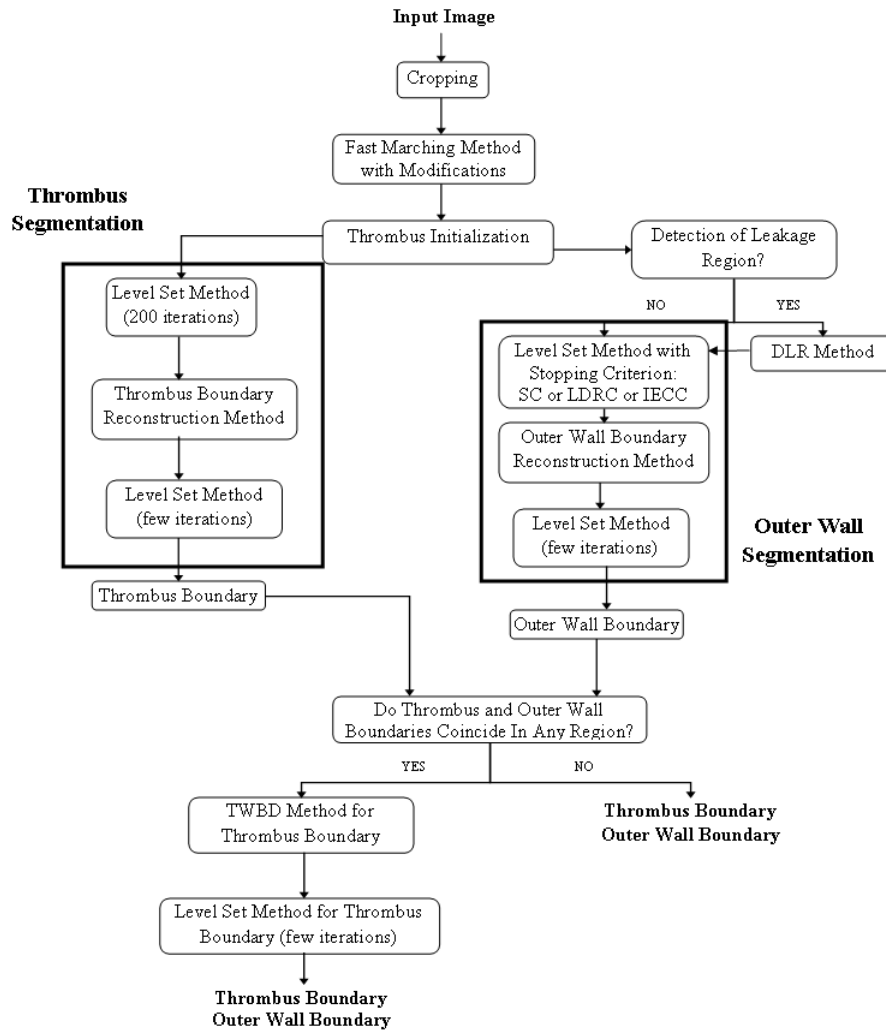 Input Image
Cropping
Fast Marching Method
with Modifications
Thrombus
Segmentation
Thrombus Initialization
Detection of Leakage
Region?
NO
YES
Level Set Method
(200 iterations)
Level Set Method with
Stopping Criterion:
SC or LDRC or IECC
DLR Method
Thrombus Boundary
Reconstruction Method
Outer Wall Boundary
Reconstruction Method
Level Set Method
(few iterations)
Level Set Method
(few iterations)
Outer Wall
Segmentation
Thrombus Boundary
Outer Wall Boundary
Do Thrombus and Outer Wall
Boundaries Coincide In Any Region?
YES
NO
TWBD Method for
Thrombus Boundary
Thrombus Boundary
Outer Wall Boundary
Level Set Method for Thrombus
Boundary (few iterations)
Thrombus Boundary
Outer Wall Boundary